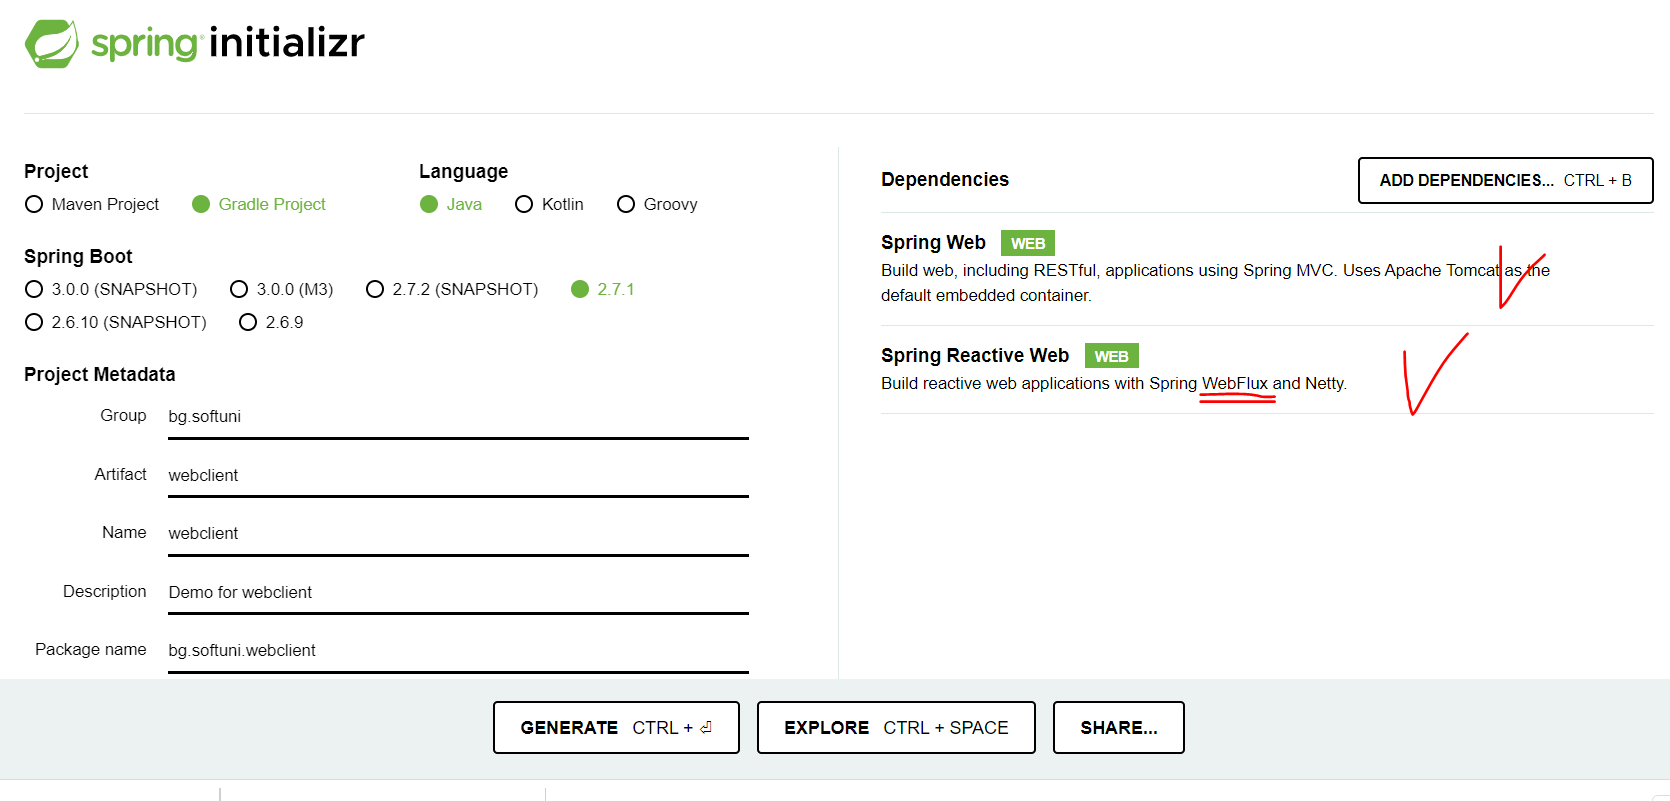 spring initializr
Project
Maven Project Gradle Project
Language
Java Kotlin Groovy
Spring Boot
3.0.0 (SNAPSHOT) 3.0.0 (M3) 2.7.2 (SNAPSHOT) 2.7.1
2.6.10 (SNAPSHOT) 2.6.9
Project Metadata
Group bg.softuni
Artifact webclient
Name webclient
Description Demo for webclient
Package name bg.softuni.webclient
Dependencies
ADD DEPENDENCIES... CTRL + B
Spring Web WEB
Build web, including RESTful, applications using Spring MVC. Uses Apache Tomcat as the
default embedded container.
Spring Reactive Web WEB
Build reactive web applications with Spring WebFlux and Netty.
GENERATE CTRL + ⏎
EXPLORE CTRL + SPACE
SHARE...